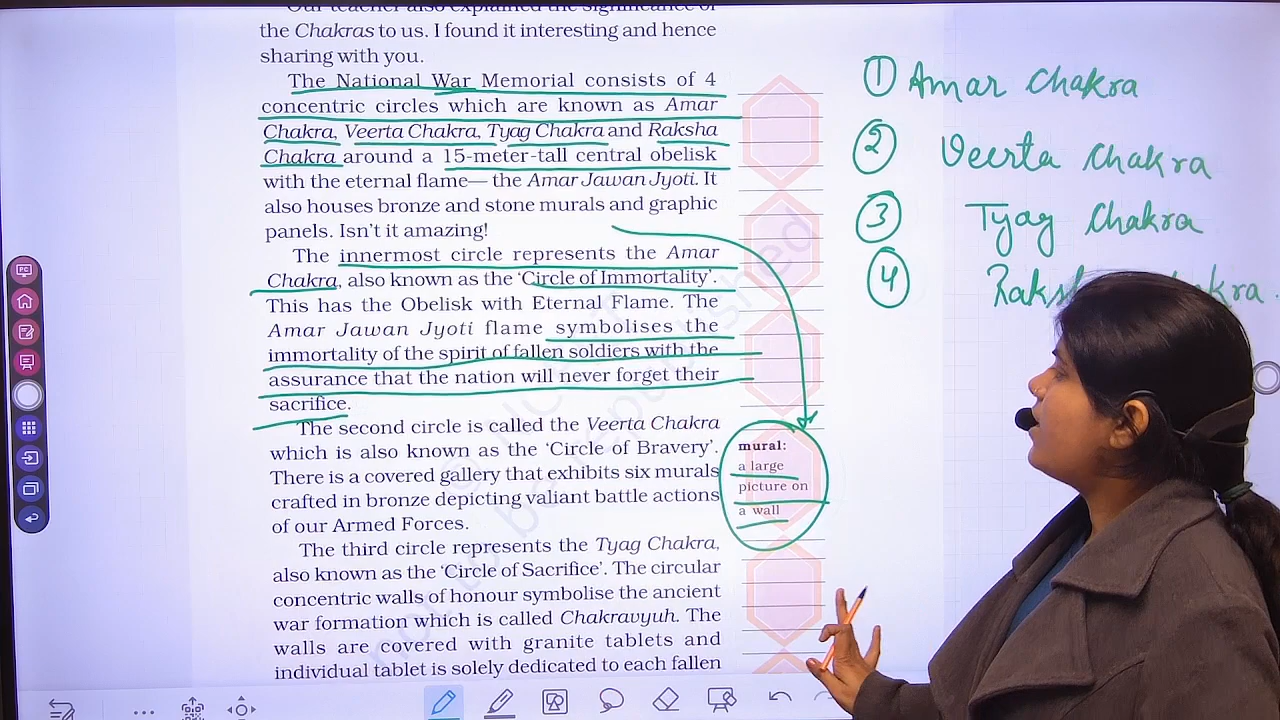 Our teacher also explained the significance of
the Chakras to us. I found it interesting and hence
sharing with you.
The National War Memorial consists of 4
concentric circles which are known as Amar
Chakra, Veerta Chakra, Tyag Chakra and Raksha
Chakra around a 15-meter-tall central obelisk
with the eternal flame— the Amar Jawan Jyoti. It
also houses bronze and stone murals and graphic
panels. Isn't it amazing!
The innermost circle represents the Amar
Chakra, also known as the 'Circle of Immortality'.
This has the Obelisk with Eternal Flame. The
Amar Jawan Jyoti flame symbolises the
immortality of the spirit of fallen soldiers with the
assurance that the nation will never forget their
sacrifice.
The second circle is called the Veerta Chakra
which is also known as the 'Circle of Bravery'.
There is a covered gallery that exhibits six murals
crafted in bronze depicting valiant battle actions
of our Armed Forces.
The third circle represents the Tyag Chakra,
also known as the 'Circle of Sacrifice'. The circular
concentric walls of honour symbolise the ancient
war formation which is called Chakravyuh. The
walls are covered with granite tablets and
individual tablet is solely dedicated to each fallen
mural:
a large
picture on
a wall
1 Amar Chakra
2 Veerta Chakra
3 Tyag Chakra
4
PC